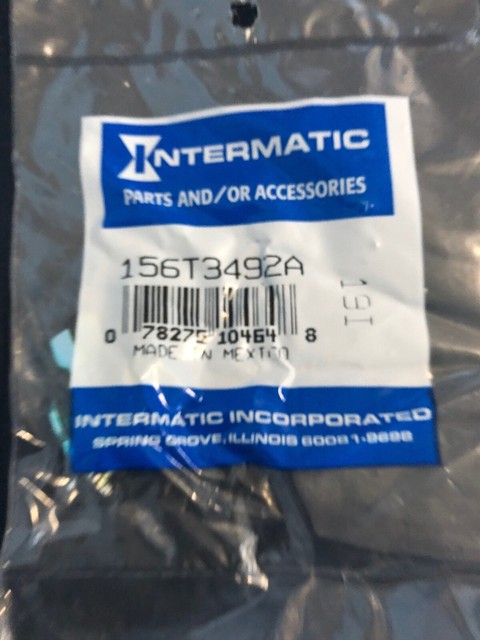 INTERMATIC
PARTS AND/OR ACCESSORIES
156T3492A
0 78275 10464 8
MADE IN MEXICO
191
INTERMATIC INCORPORATED
SPRING GROVE, ILLINOIS 60081-9698